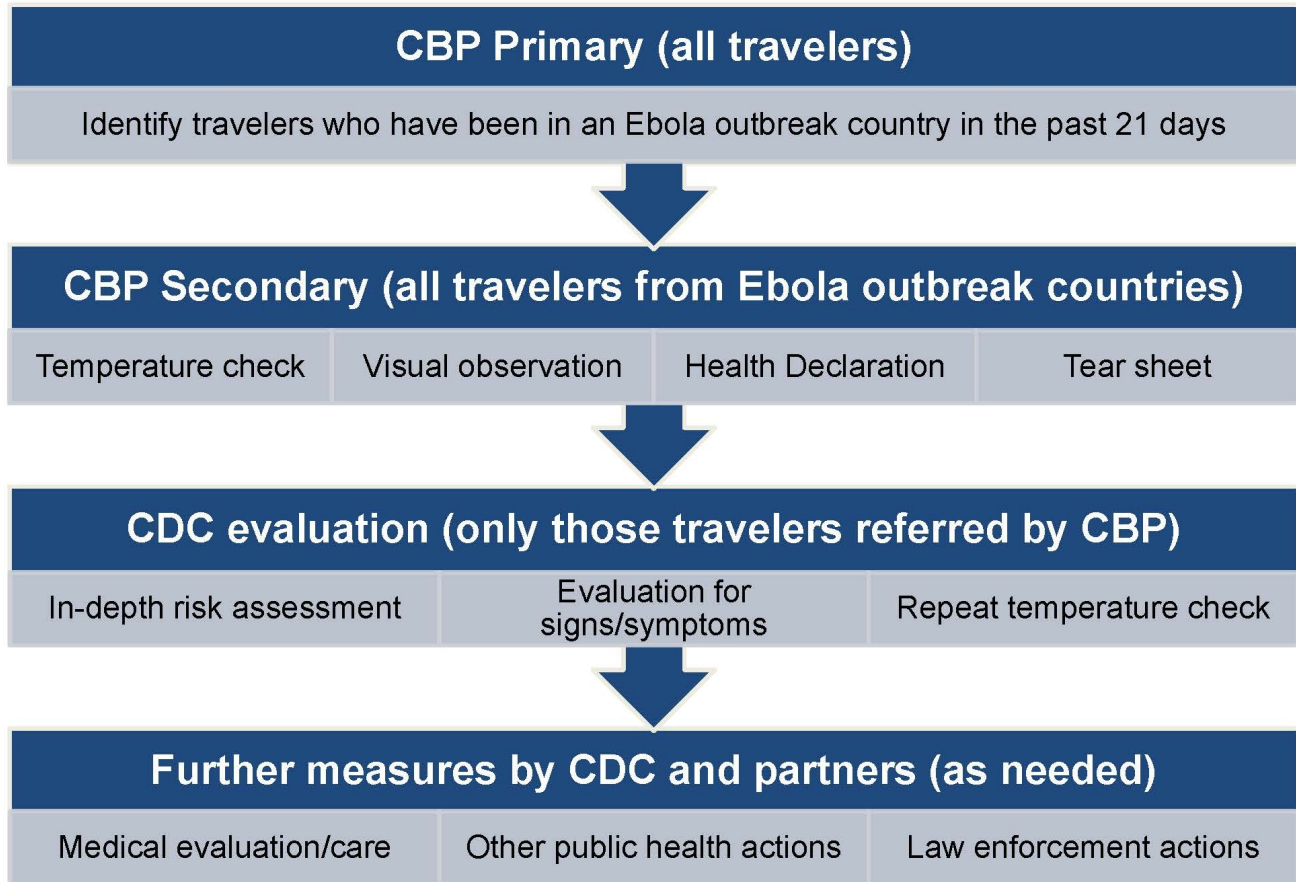 CBP Primary (all travelers)
Identify travelers who have been in an Ebola outbreak country in the past 21 days
CBP Secondary (all travelers from Ebola outbreak countries)
Temperature check
Visual observation
Health Declaration
Tear sheet
CDC evaluation (only those travelers referred by CBP)
In-depth risk assessment
Evaluation for
signs/symptoms
Repeat temperature check
Further measures by CDC and partners (as needed)
Medical evaluation/care
Other public health actions
Law enforcement actions